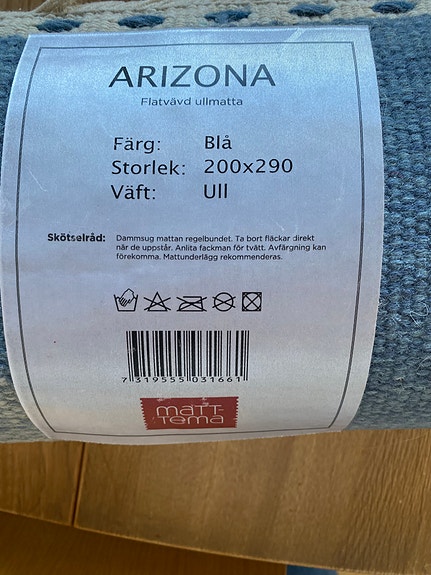 ARIZONA
Flatvävd ullmatta
Färg: Blå
Storlek: 200x290
Väft: Ull
Skötselråd: Dammsug mattan regelbundet. Ta bort fläckar direkt
när de uppstår. Anlita fackman för tvätt. Avfärgning kan
förekomma. Mattunderlägg rekommenderas.
7 319555 031661
matt-
tema